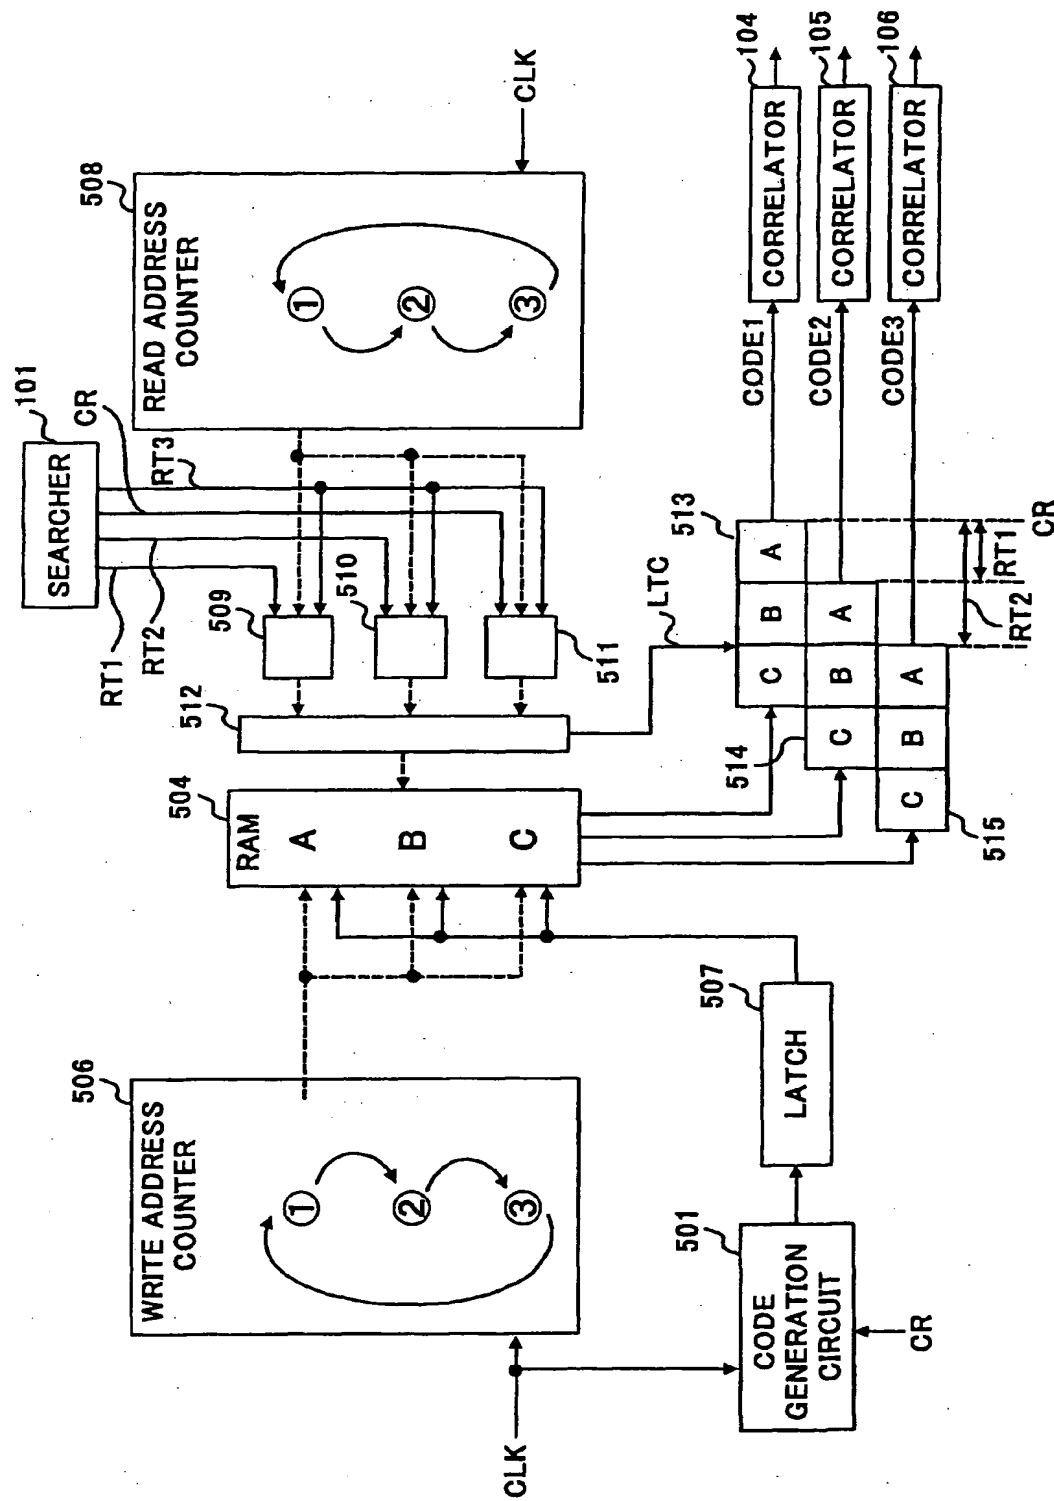 506
WRITE ADDRESS
COUNTER
①
②
③
CLK
501
CODE
GENERATION
CIRCUIT
CR
507
LATCH
504
RAM
A
B
C
512
509
510
511
RT1
RT2
SEARCHER
101
CR
RT3
508
READ ADDRESS
COUNTER
①
②
③
CLK
LTC
513
C
B
A
514
C
B
A
515
C
B
A
RT2
RT1
CR
CODE1
CODE2
CODE3
CORRELATOR
104
CORRELATOR
105
CORRELATOR
106